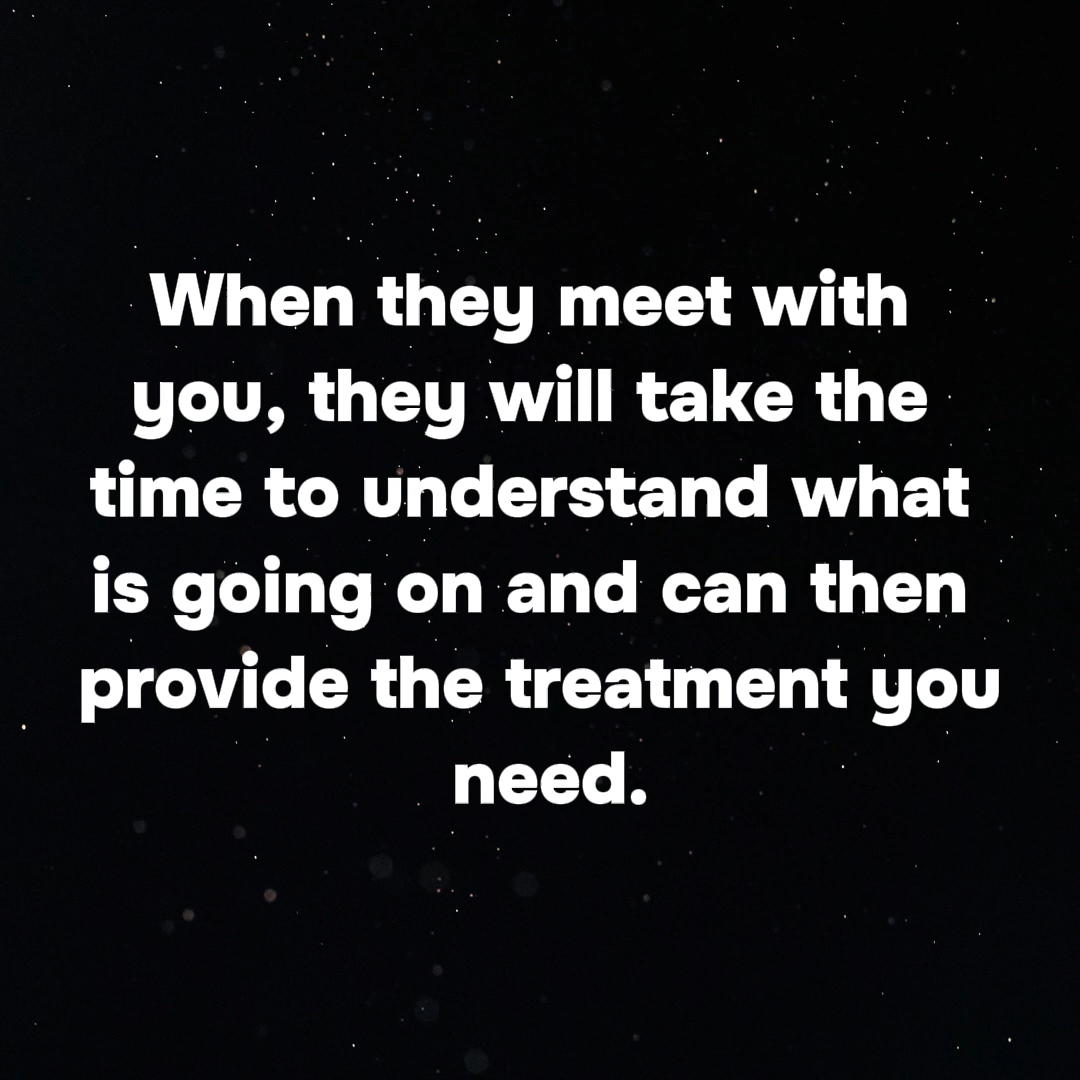 When they meet with
you, they will take the
time to understand what
is going on and can then
provide the treatment you
need.